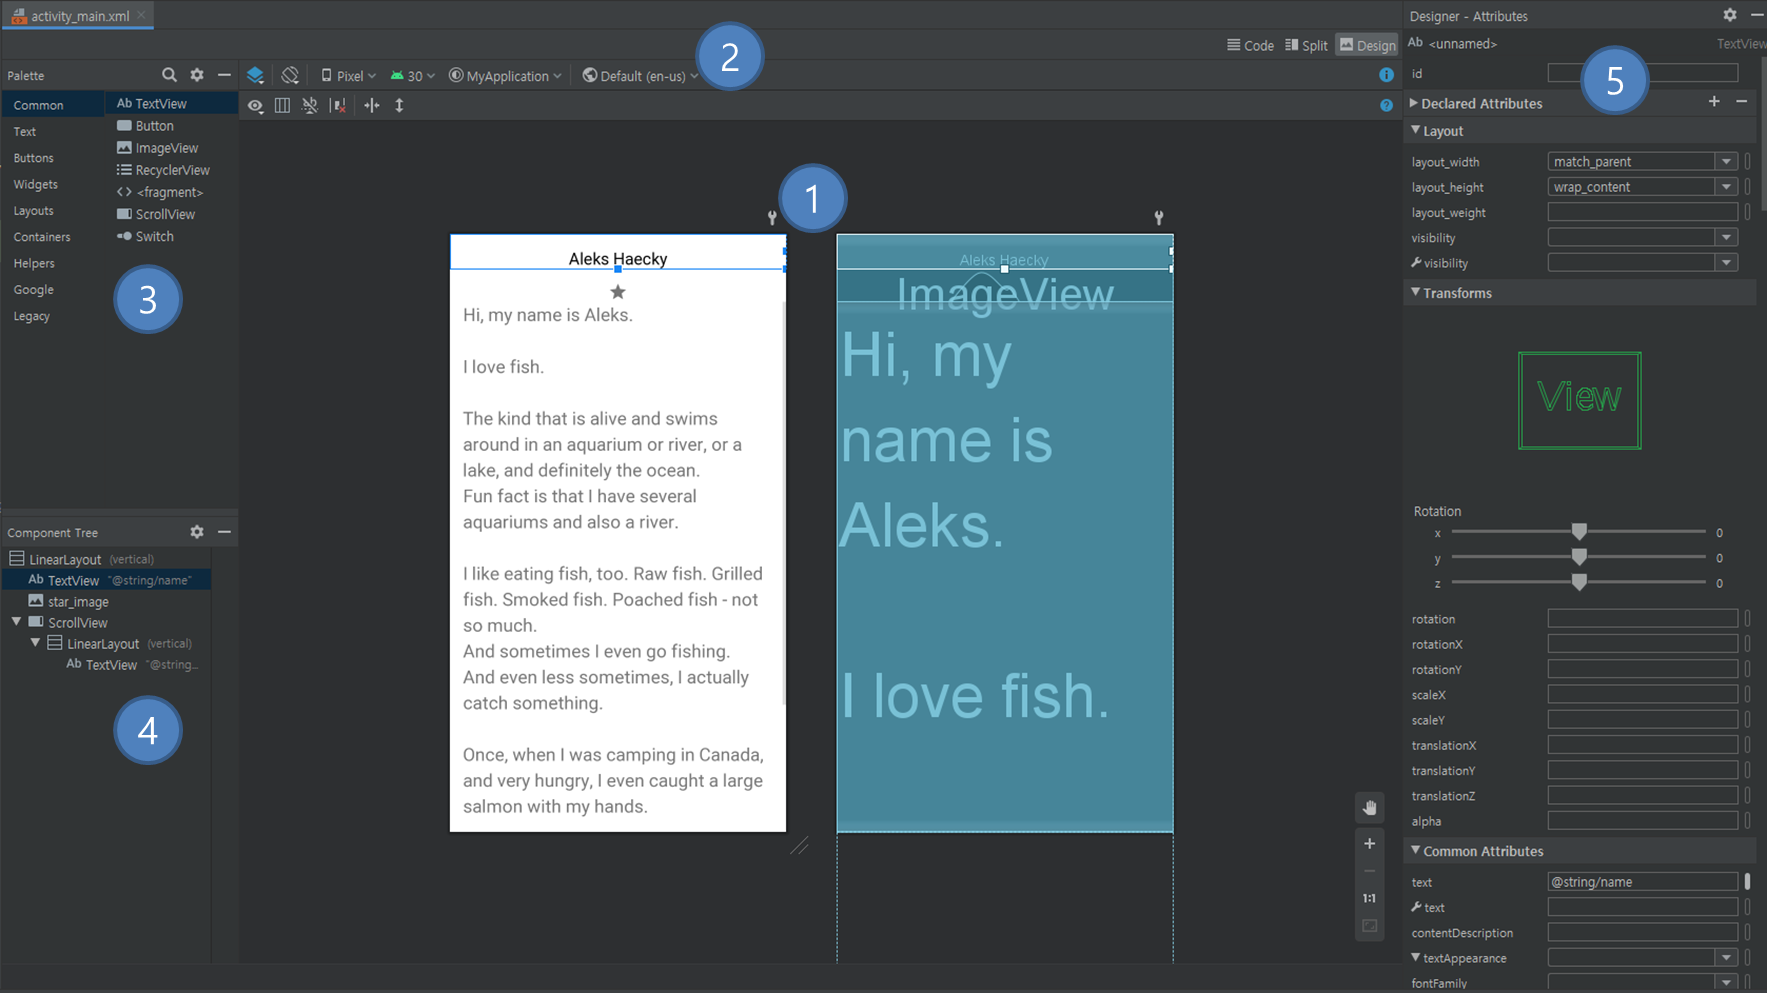 activity_main.xml
Code Split Design
Palette
Pixel 30 MyApplication Default (en-us)
2
Common
Text
Buttons
Widgets
Layouts
Containers
Helpers
Google
Legacy
Ab TextView
Button
ImageView
RecyclerView
<fragment>
ScrollView
Switch
3
Component Tree
LinearLayout (vertical)
Ab TextView "@string/name"
star_image
ScrollView
LinearLayout (vertical)
Ab TextView "@string...
4
1
Aleks Haecky
Hi, my name is Aleks.
I love fish.
The kind that is alive and swims
around in an aquarium or river, or a
lake, and definitely the ocean.
Fun fact is that I have several
aquariums and also a river.
I like eating fish, too. Raw fish. Grilled
fish. Smoked fish. Poached fish - not
so much.
And sometimes I even go fishing.
And even less sometimes, I actually
catch something.
Once, when I was camping in Canada,
and very hungry, I even caught a large
salmon with my hands.
Aleks Haecky
ImageView
Hi, my
name is
Aleks.
I love fish.
1:1
Designer - Attributes
Ab <unnamed> TextView
id
5
Declared Attributes
Layout
layout_width match_parent
layout_height wrap_content
layout_weight
visibility
visibility
Transforms
View
Rotation
x 0
y 0
z 0
rotation
rotationX
rotationY
scaleX
scaleY
translationX
translationY
translationZ
alpha
Common Attributes
text @string/name
text
contentDescription
textAppearance
fontFamily